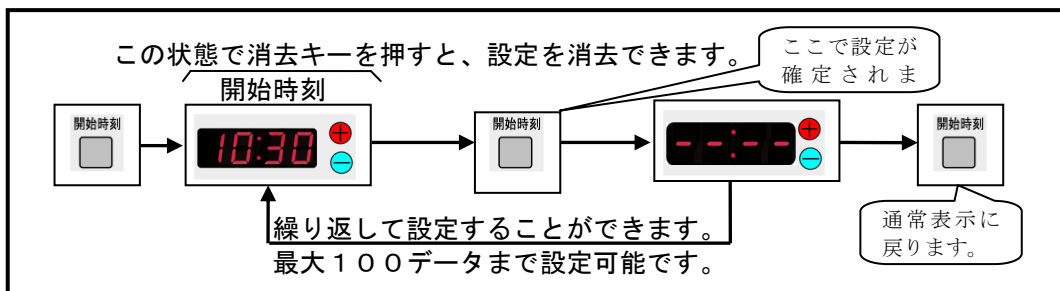 この状態で消去キーを押すと、設定を消去できます。
ここで設定が
確定されま
開始時刻
開始時刻
10:30
開始時刻
--:--
開始時刻
繰り返して設定することができます。
最大１００データまで設定可能です。
通常表示に
戻ります。